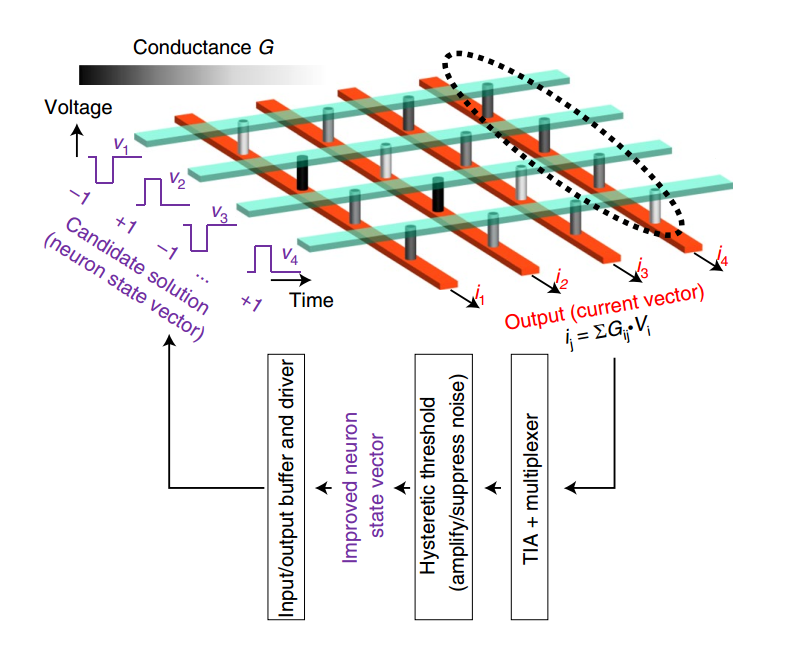 Conductance G
Voltage
v1
v2
v3
v4
−1
+1
−1
...
+1
Candidate solution
(neuron state vector)
Time
i1
i2
i3
i4
Output (current vector)
ij = ΣGij•Vi
Input/output buffer and driver
Improved neuron
state vector
Hysteretic threshold
(amplify/suppress noise)
TIA + multiplexer